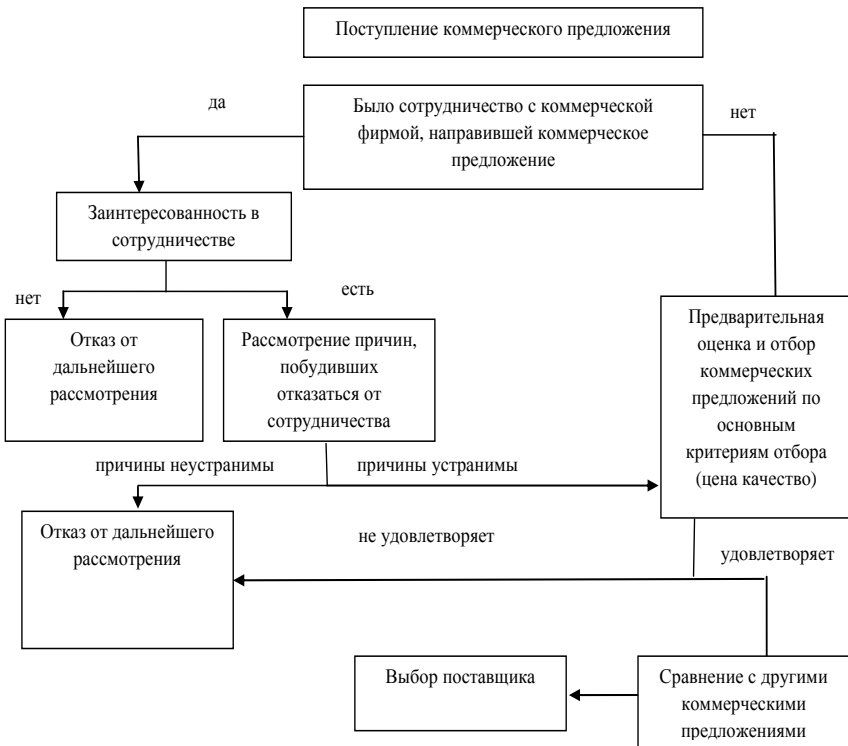 Поступление коммерческого предложения
да
Было сотрудничество с коммерческой
фирмой, направившей коммерческое
предложение
нет
Заинтересованность в
сотрудничестве
нет
есть
Отказ от
дальнейшего
рассмотрения
Рассмотрение причин,
побудивших
отказаться от
сотрудничества
Предварительная
оценка и отбор
коммерческих
предложений по
основным
критериям отбора
(цена качество)
причины неустранимы
причины устранимы
Отказ от дальнейшего
рассмотрения
не удовлетворяет
удовлетворяет
Выбор поставщика
Сравнение с другими
коммерческими
предложениями